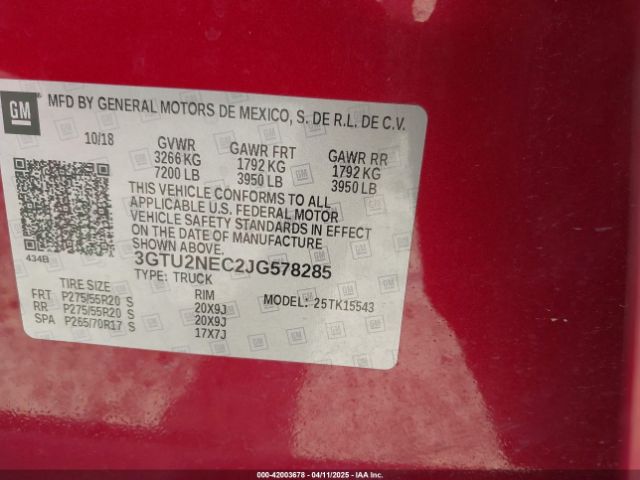 GM
MFD BY GENERAL MOTORS DE MEXICO, S. DE R.L. DE C.V.
10/18 GVWR GAWR FRT GAWR RR
3266 KG 1792 KG 1792 KG
7200 LB 3950 LB 3950 LB
THIS VEHICLE CONFORMS TO ALL
APPLICABLE U.S. FEDERAL MOTOR
VEHICLE SAFETY STANDARDS IN EFFECT
ON THE DATE OF MANUFACTURE
SHOWN ABOVE.
434B
3GTU2NEC2JG578285
TYPE: TRUCK
TIRE SIZE RIM MODEL: 25TK15543
FRT P275/55R20 S 20X9J
RR P275/55R20 S 20X9J
SPA P265/70R17 S 17X7J
000-42003678 - 04/11/2025 - IAA Inc.